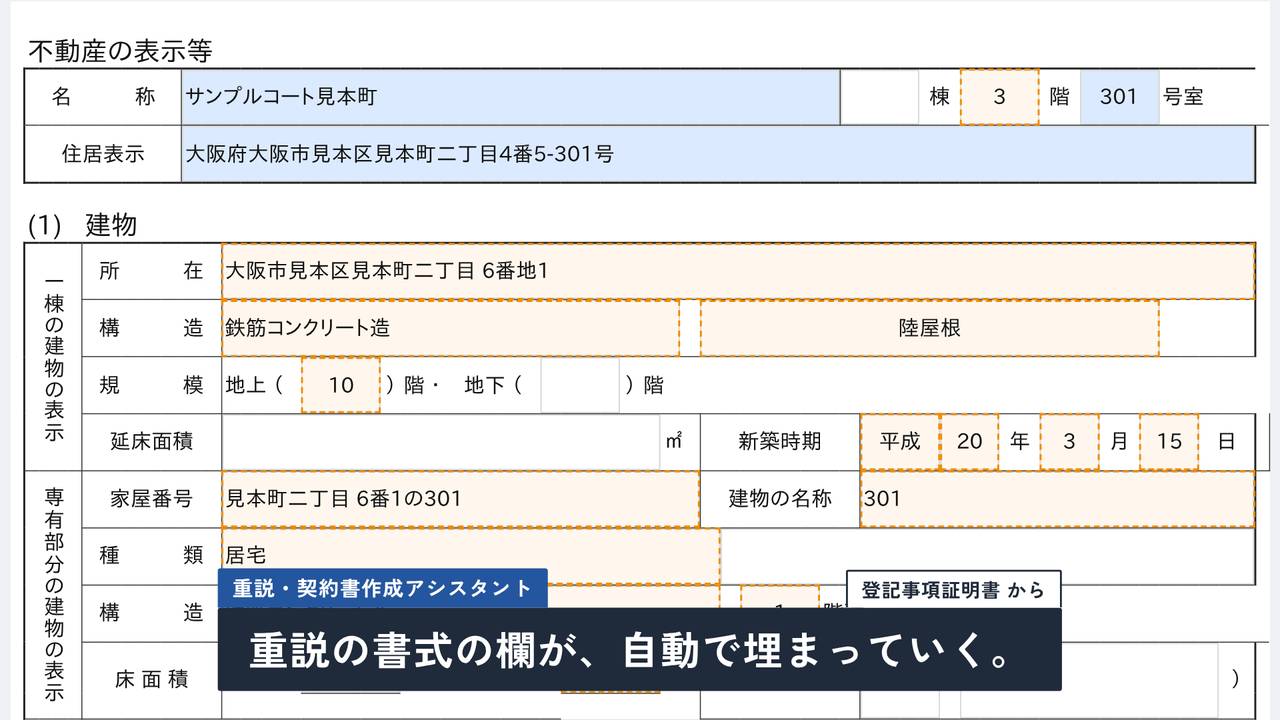 不動産の表示等
名 称 サンプルコート見本町 棟 3 階 301 号室
住居表示 大阪府大阪市見本区見本町二丁目4番5-301号
(1) 建物
一棟の建物の表示
所 在 大阪市見本区見本町二丁目 6番地1
構 造 鉄筋コンクリート造 陸屋根
規 模 地上 ( 10 ) 階・ 地下 ( ) 階
延床面積 ㎡ 新築時期 平成 20 年 3 月 15 日
専有部分の建物の表示
家屋番号 見本町二丁目 6番1の301 建物の名称 301
種 類 居宅
重説・契約書作成アシスタント 登記事項証明書 から
構 造
重説の書式の欄が、自動で埋まっていく。
床 面 積 )